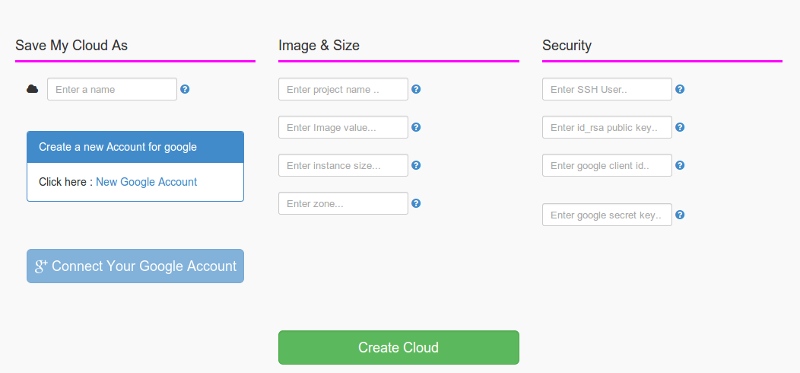 Save My Cloud As
Enter a name
Create a new Account for google
Click here : New Google Account
g+ Connect Your Google Account
Image & Size
Enter project name ..
Enter Image value...
Enter instance size...
Enter zone...
Security
Enter SSH User..
Enter id_rsa public key..
Enter google client id..
Enter google secret key..
Create Cloud